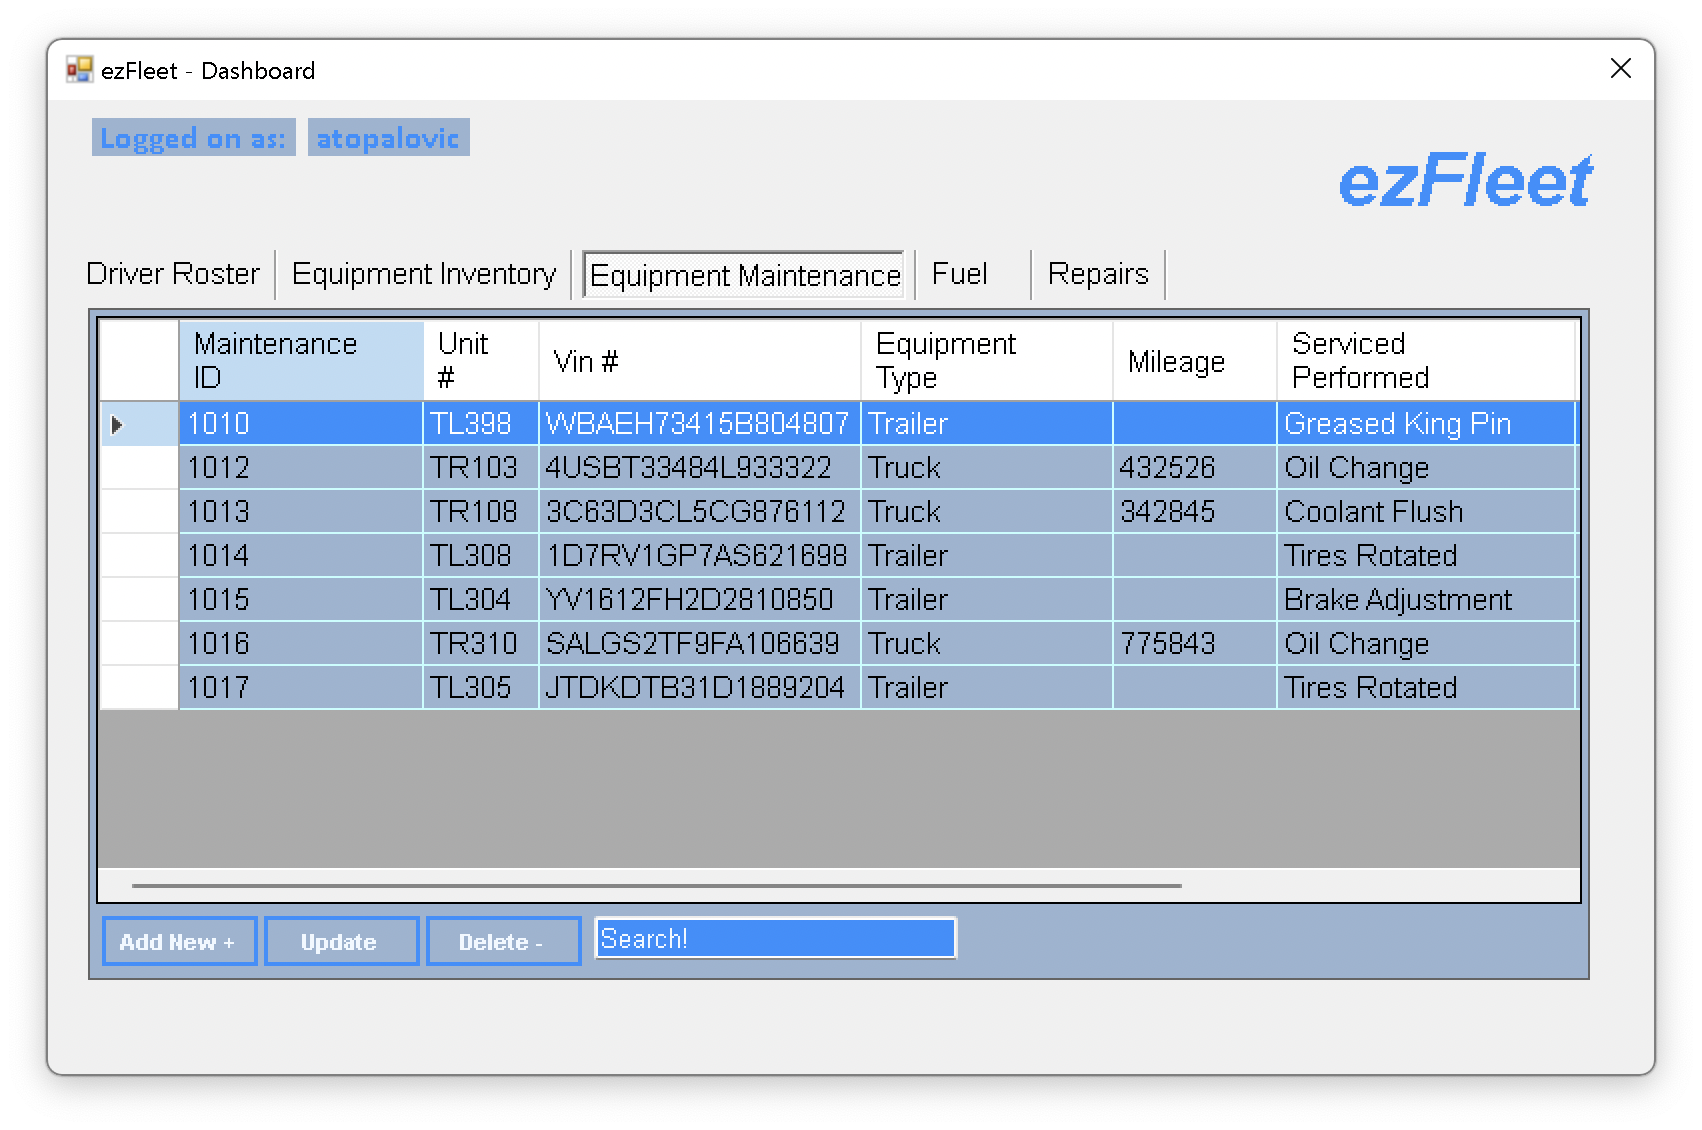 ezFleet - Dashboard
Logged on as: atopalovic
ezFleet
Driver Roster Equipment Inventory Equipment Maintenance Fuel Repairs
Maintenance ID Unit # Vin # Equipment Type Mileage Serviced Performed
1010 TL398 WBAEH73415B804807 Trailer Greased King Pin
1012 TR103 4USBT33484L933322 Truck 432526 Oil Change
1013 TR108 3C63D3CL5CG876112 Truck 342845 Coolant Flush
1014 TL308 1D7RV1GP7AS621698 Trailer Tires Rotated
1015 TL304 YV1612FH2D2810850 Trailer Brake Adjustment
1016 TR310 SALGS2TF9FA106639 Truck 775843 Oil Change
1017 TL305 JTDKDTB31D1889204 Trailer Tires Rotated
Add New + Update Delete - Search!